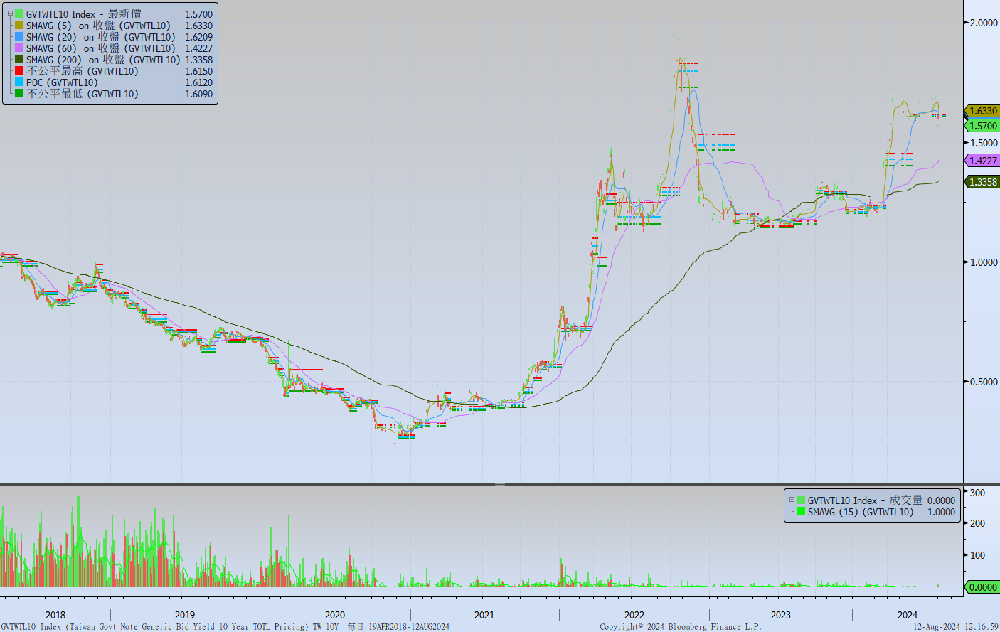 GVTWTL10 Index - 最新價 1.5700
SMAVG (5) on 收盤 (GVTWTL10) 1.6330
SMAVG (20) on 收盤 (GVTWTL10) 1.6209
SMAVG (60) on 收盤 (GVTWTL10) 1.4227
SMAVG (200) on 收盤 (GVTWTL10) 1.3358
不公平最高 (GVTWTL10) 1.6150
POC (GVTWTL10) 1.6120
不公平最低 (GVTWTL10) 1.6090
2.0000
1.6330
1.5700
1.5000
1.4227
1.3358
1.0000
0.5000
GVTWTL10 Index - 成交量 0.0000
SMAVG (15) (GVTWTL10) 1.0000
300
200
100
0.0000
2018 2019 2020 2021 2022 2023 2024
GVTWTL10 Index (Taiwan Govt Note Generic Bid Yield 10 Year TOTL Pricing) TW 10Y 每日 19APR2018-12AUG2024 Copyright© 2024 Bloomberg Finance L.P. 12-Aug-2024 12:16:59